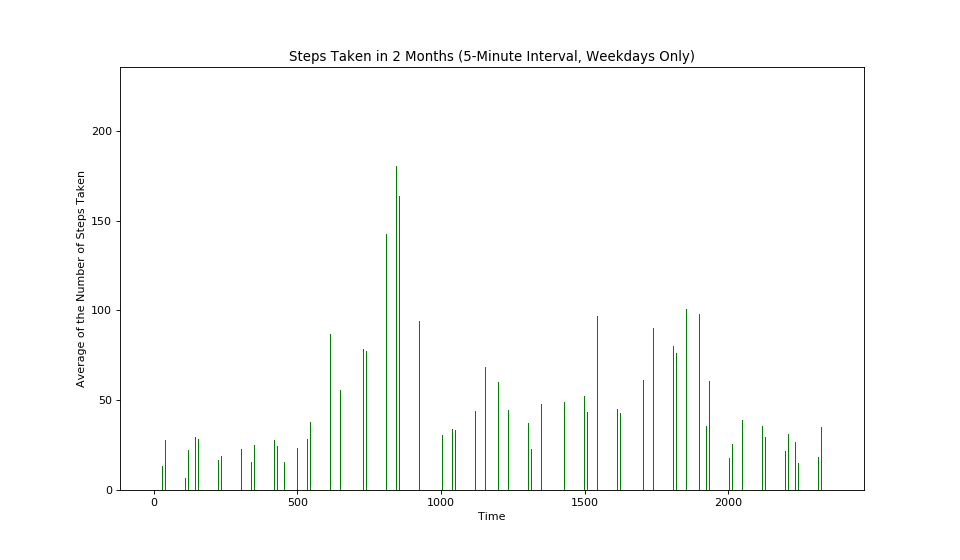 Steps Taken in 2 Months (5-Minute Interval, Weekdays Only)
Average of the Number of Steps Taken
200
150
100
50
0
0 500 1000 1500 2000
Time